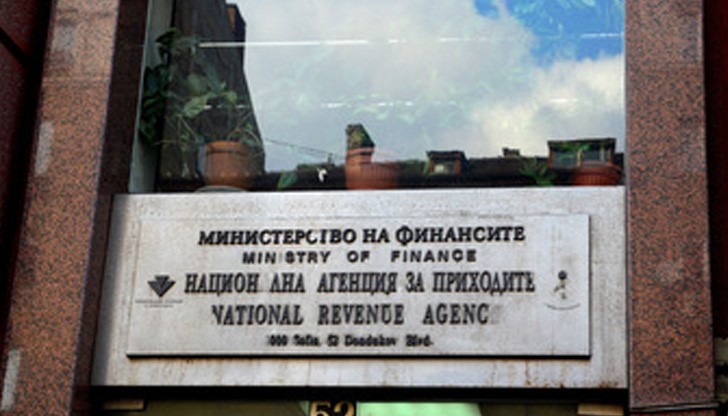 МИНИСТЕРСТВО НА ФИНАНСИТЕ
MINISTRY OF FINANCE
НАЦИОН ЛНА АГЕНЦИЯ ЗА ПРИХОДИТЕ
NATIONAL REVENUE AGENC
1000 Sofia, 52 Dondukov Blvd.
52